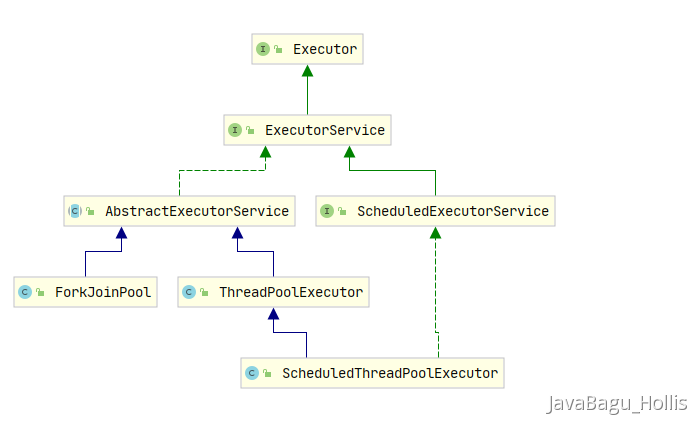 Executor
ExecutorService
AbstractExecutorService
ScheduledExecutorService
ForkJoinPool
ThreadPoolExecutor
ScheduledThreadPoolExecutor
JavaBagu_Hollis